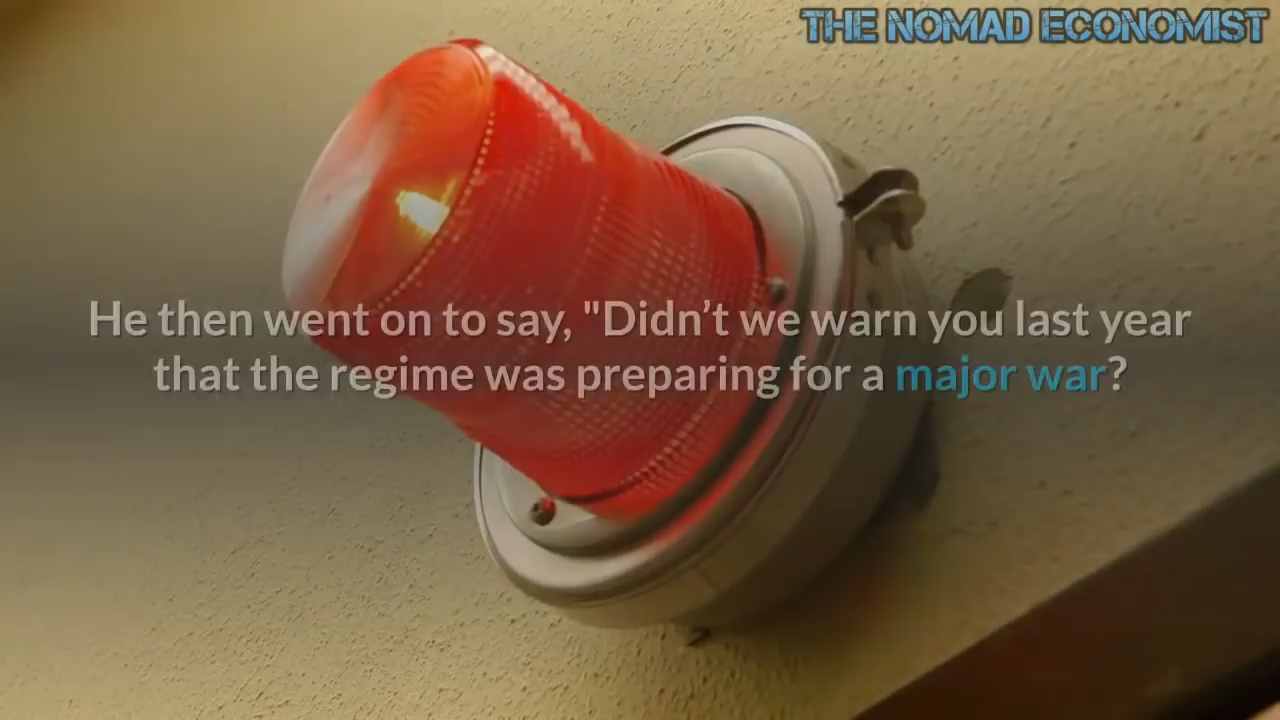 THE NOMAD ECONOMIST
He then went on to say, "Didn’t we warn you last year
that the regime was preparing for a major war?